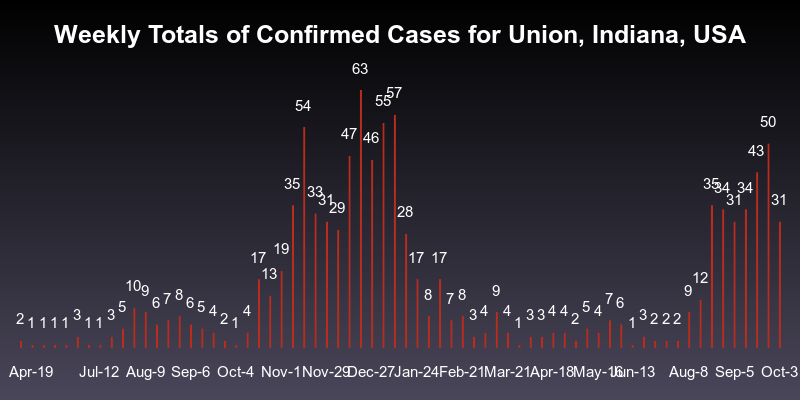 Weekly Totals of Confirmed Cases for Union, Indiana, USA
2 1 1 1 1 3 1 1 3 5 10 9 6 7 8 6 5 4 2 1 4 17 13 19 35 54 33 31 29 47 63 46 55 57 28 17 8 17 7 8 3 4 9 4 1 3 3 4 4 2 5 4 7 6 1 3 2 2 2 9 12 35 34 31 34 43 50 31
Apr-19 Jul-12 Aug-9 Sep-6 Oct-4 Nov-1 Nov-29 Dec-27 Jan-24 Feb-21 Mar-21 Apr-18 May-16 Jun-13 Aug-8 Sep-5 Oct-3